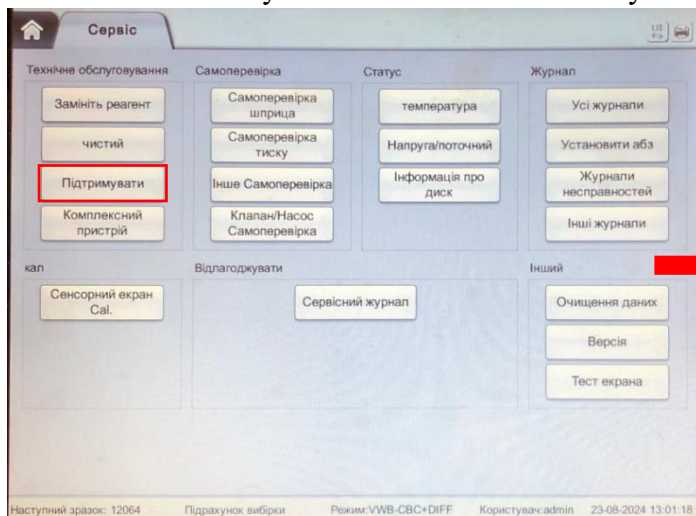 Сервіс
Технічне обслуговування
Замініть реагент
чистий
Підтримувати
Комплексний
пристрій
Самоперевірка
Самоперевірка
шприца
Самоперевірка
тиску
Інше Самоперевірка
Клапан/Насос
Самоперевірка
Статус
температура
Напруга/поточний
Інформація про
диск
Журнал
Усі журнали
Установити абз
Журнали
несправностей
Інші журнали
кал
Сенсорний екран
Cal.
Відлагоджувати
Сервісний журнал
Інший
Очищення даних
Версія
Тест екрана
Наступний зразок: 12064
Підрахунок вибірки
Режим:VWB-CBC+DIFF
Користувач:admin
23-08-2024 13:01:18